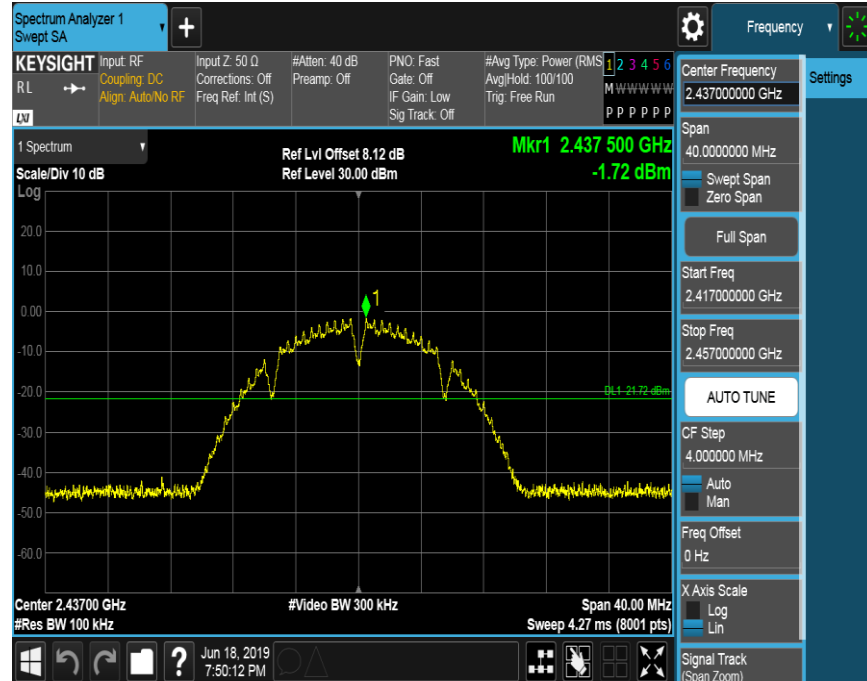 Spectrum Analyzer 1
Swept SA
Frequency
KEYSIGHT
RL
LXI
Input: RF
Coupling: DC
Align: Auto/No RF
Input Z: 50 Ω
Corrections: Off
Freq Ref: Int (S)
#Atten: 40 dB
Preamp: Off
PNO: Fast
Gate: Off
IF Gain: Low
Sig Track: Off
#Avg Type: Power (RMS
Avg|Hold: 100/100
Trig: Free Run
1 2 3 4 5 6
M W W W W W
P P P P P P
1 Spectrum
Scale/Div 10 dB
Log
Ref Lvl Offset 8.12 dB
Ref Level 30.00 dBm
Mkr1 2.437 500 GHz
-1.72 dBm
20.0
10.0
0.00
-10.0
-20.0
-30.0
-40.0
-50.0
-60.0
1
DL1 -21.72 dBm
Center 2.43700 GHz
#Res BW 100 kHz
#Video BW 300 kHz
Span 40.00 MHz
Sweep 4.27 ms (8001 pts)
Jun 18, 2019
7:50:12 PM
Center Frequency
2.437000000 GHz
Span
40.0000000 MHz
Swept Span
Zero Span
Full Span
Start Freq
2.417000000 GHz
Stop Freq
2.457000000 GHz
AUTO TUNE
CF Step
4.000000 MHz
Auto
Man
Freq Offset
0 Hz
X Axis Scale
Log
Lin
Signal Track
(Span Zoom)
Settings